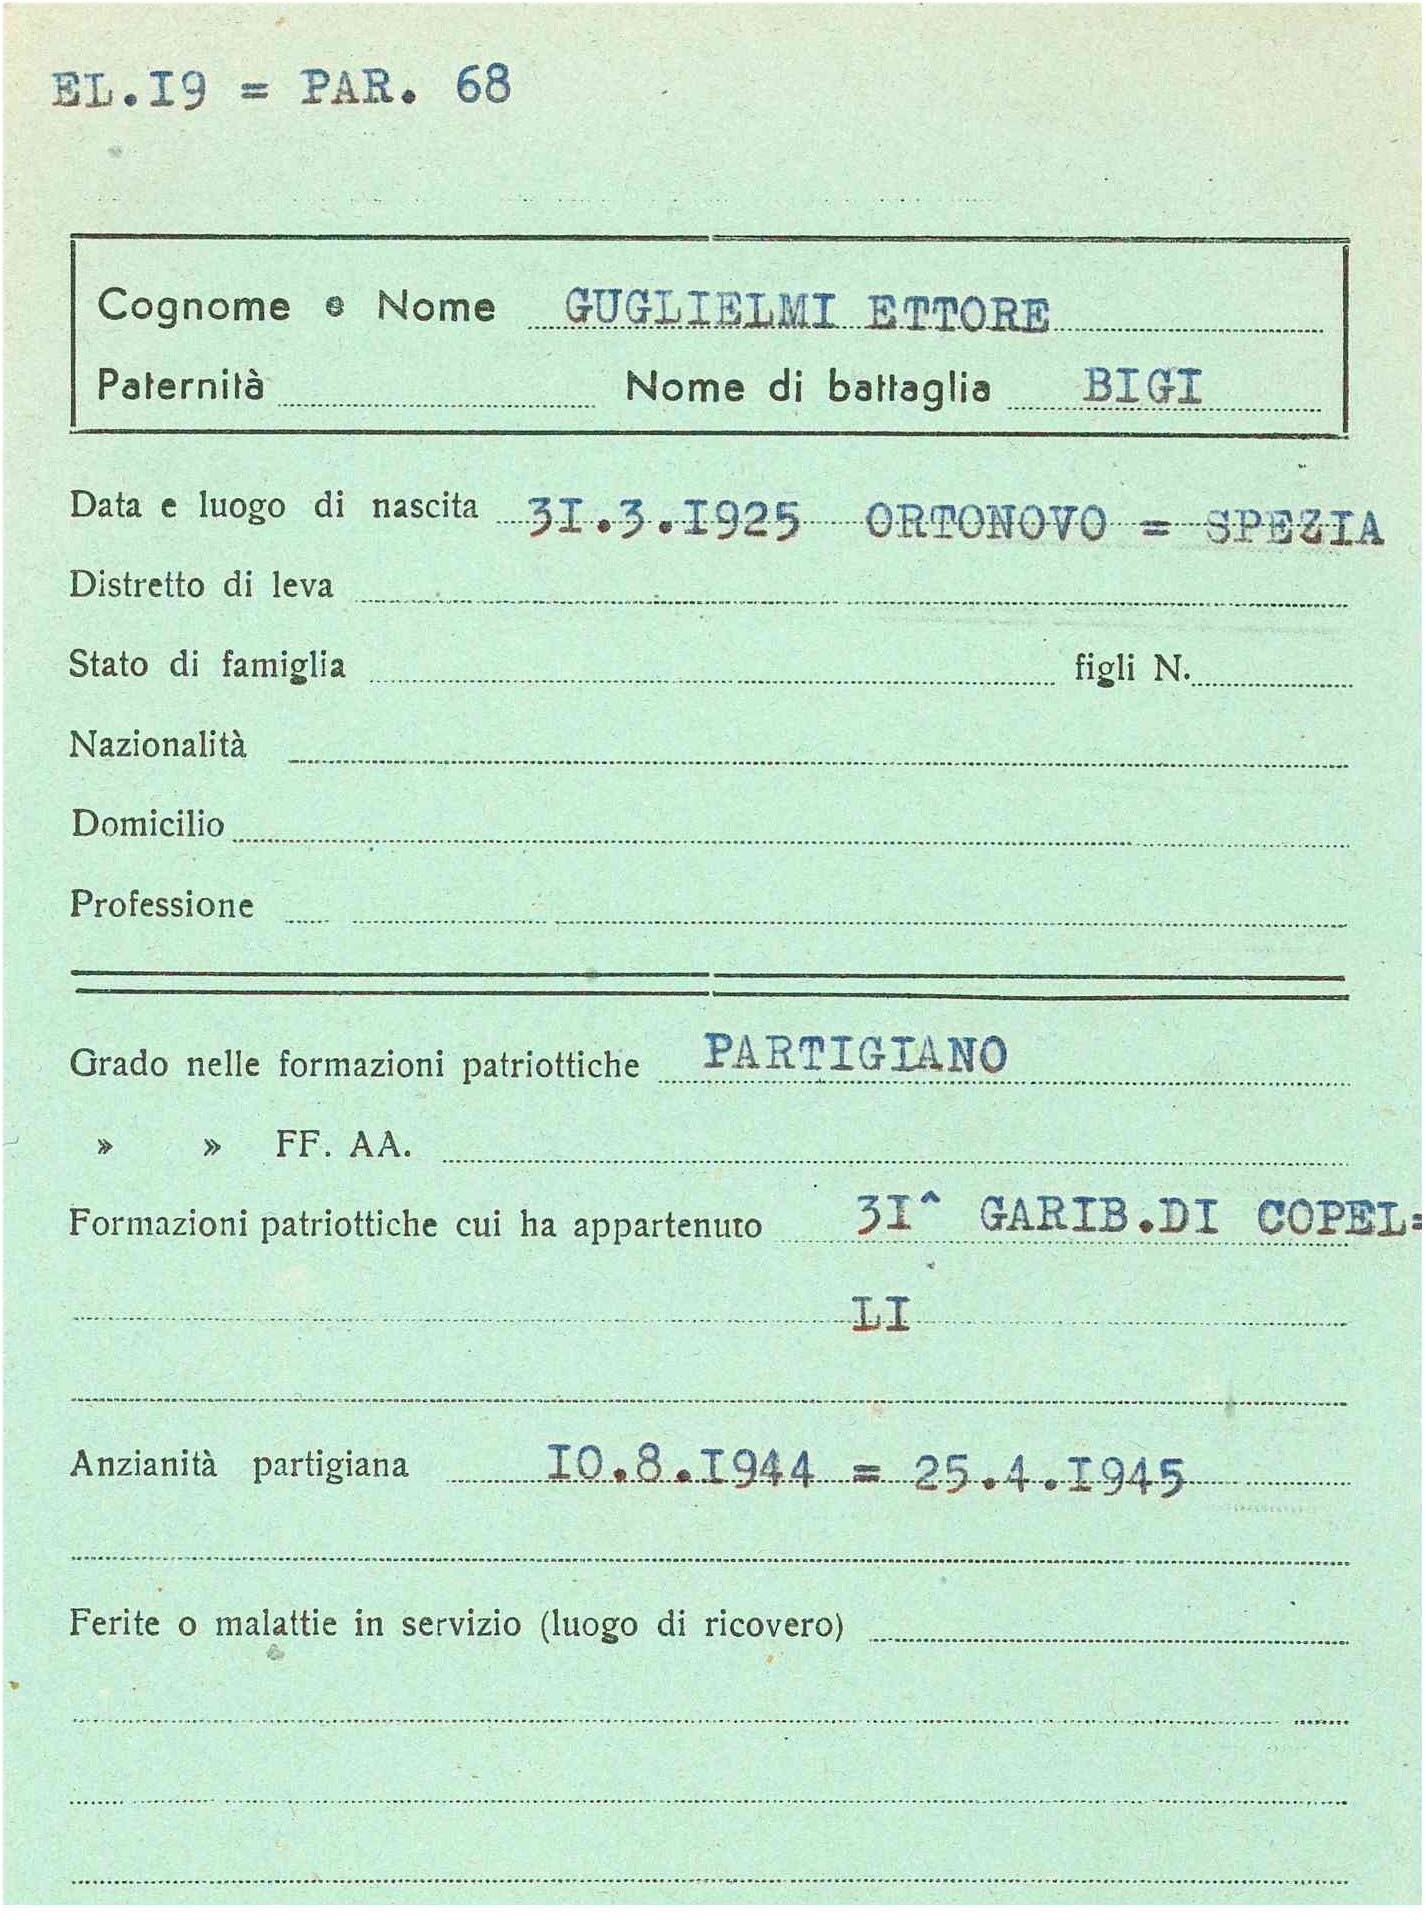 EL.I9 = PAR. 68
Cognome e Nome GUGLIELMI ETTORE
Paternità Nome di battaglia BIGI
Data e luogo di nascita 3I.3.I925 ORTONOVO = SPEZIA
Distretto di leva
Stato di famiglia figli N.
Nazionalità
Domicilio
Professione
Grado nelle formazioni patriottiche PARTIGIANO
» » FF. AA.
Formazioni patriottiche cui ha appartenuto 3I^ GARIB.DI COPEL=
LI
Anzianità partigiana I0.8.I944 = 25.4.I945
Ferite o malattie in servizio (luogo di ricovero)